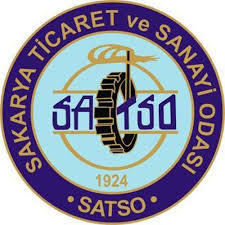 SAKARYA TİCARET ve SANAYİ ODASI
SATSO
1924
• SATSO •